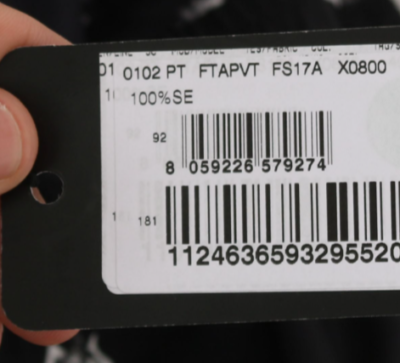 01 0102 PT FTAPVT FS17A X0800
100%SE
92
8 059226 579274
181
1124636593295520